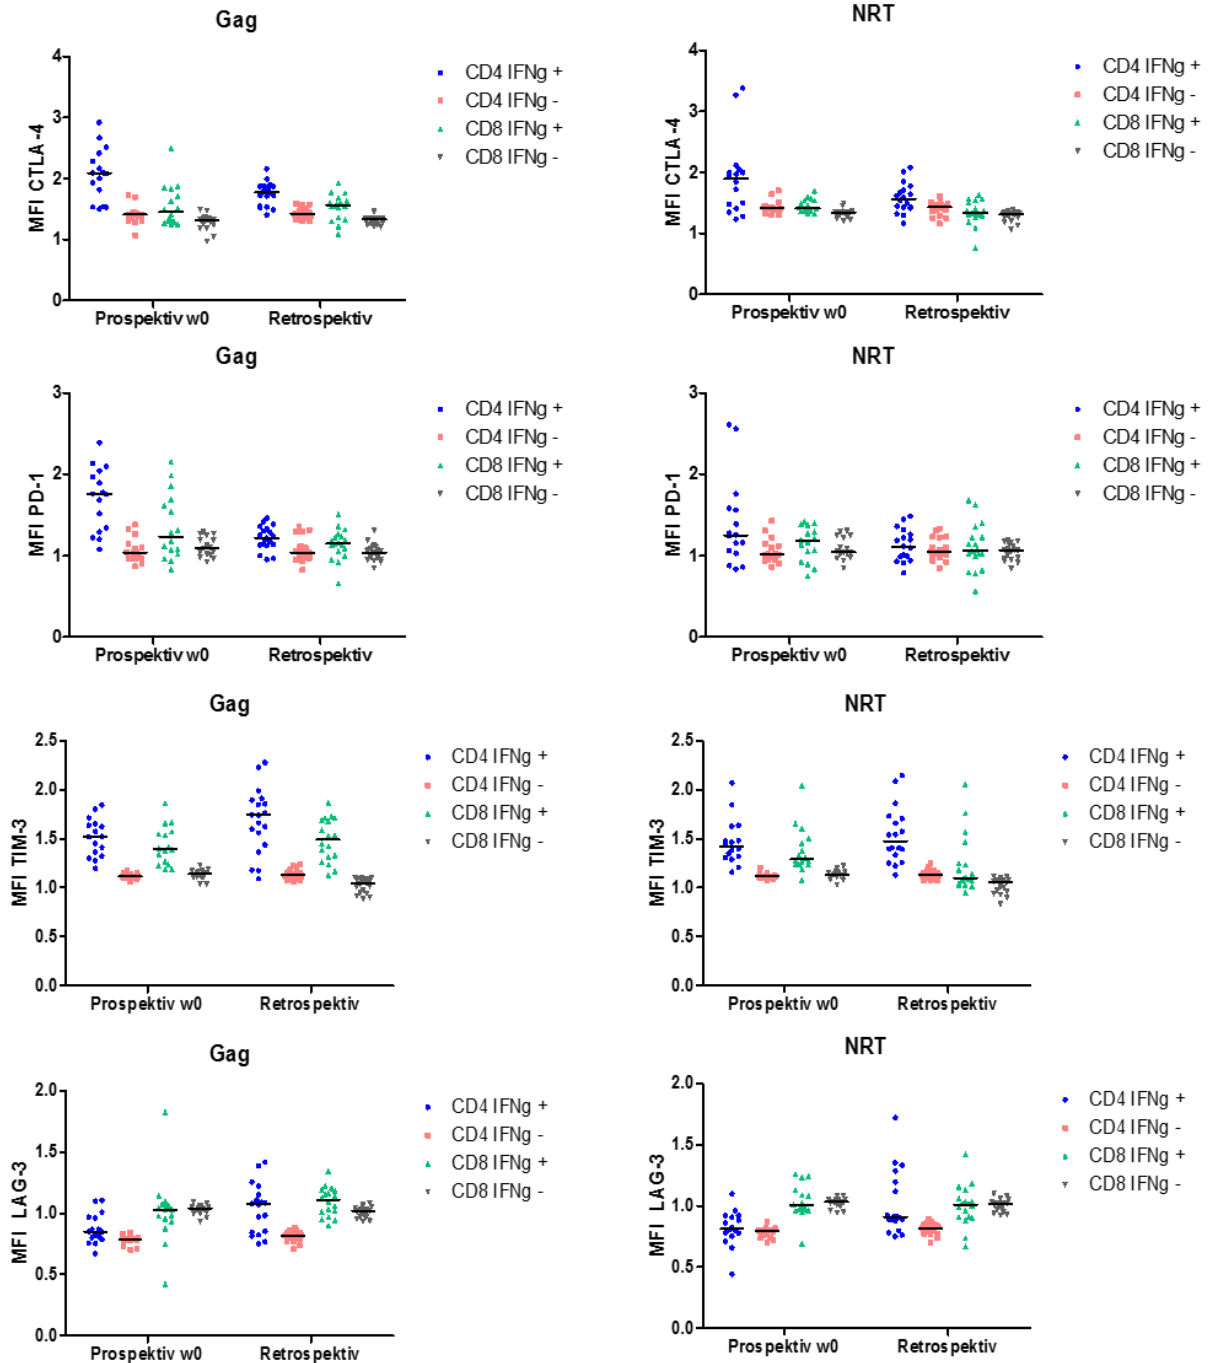 Gag
4
3
2
1
0
MFI CTLA-4
Prospektiv w0
Retrospektiv
CD4 IFNg +
CD4 IFNg -
CD8 IFNg +
CD8 IFNg -
NRT
4
3
2
1
0
MFI CTLA-4
Prospektiv w0
Retrospektiv
CD4 IFNg +
CD4 IFNg -
CD8 IFNg +
CD8 IFNg -
Gag
3
2
1
0
MFI PD-1
Prospektiv w0
Retrospektiv
CD4 IFNg +
CD4 IFNg -
CD8 IFNg +
CD8 IFNg -
NRT
3
2
1
0
MFI PD-1
Prospektiv w0
Retrospektiv
CD4 IFNg +
CD4 IFNg -
CD8 IFNg +
CD8 IFNg -
Gag
2.5
2.0
1.5
1.0
0.5
0.0
MFI TIM-3
Prospektiv w0
Retrospektiv
CD4 IFNg +
CD4 IFNg -
CD8 IFNg +
CD8 IFNg -
NRT
2.5
2.0
1.5
1.0
0.5
0.0
MFI TIM-3
Prospektiv w0
Retrospektiv
CD4 IFNg +
CD4 IFNg -
CD8 IFNg +
CD8 IFNg -
Gag
2.0
1.5
1.0
0.5
0.0
MFI LAG-3
Prospektiv w0
Retrospektiv
CD4 IFNg +
CD4 IFNg -
CD8 IFNg +
CD8 IFNg -
NRT
2.0
1.5
1.0
0.5
0.0
MFI LAG-3
Prospektiv w0
Retrospektiv
CD4 IFNg +
CD4 IFNg -
CD8 IFNg +
CD8 IFNg -